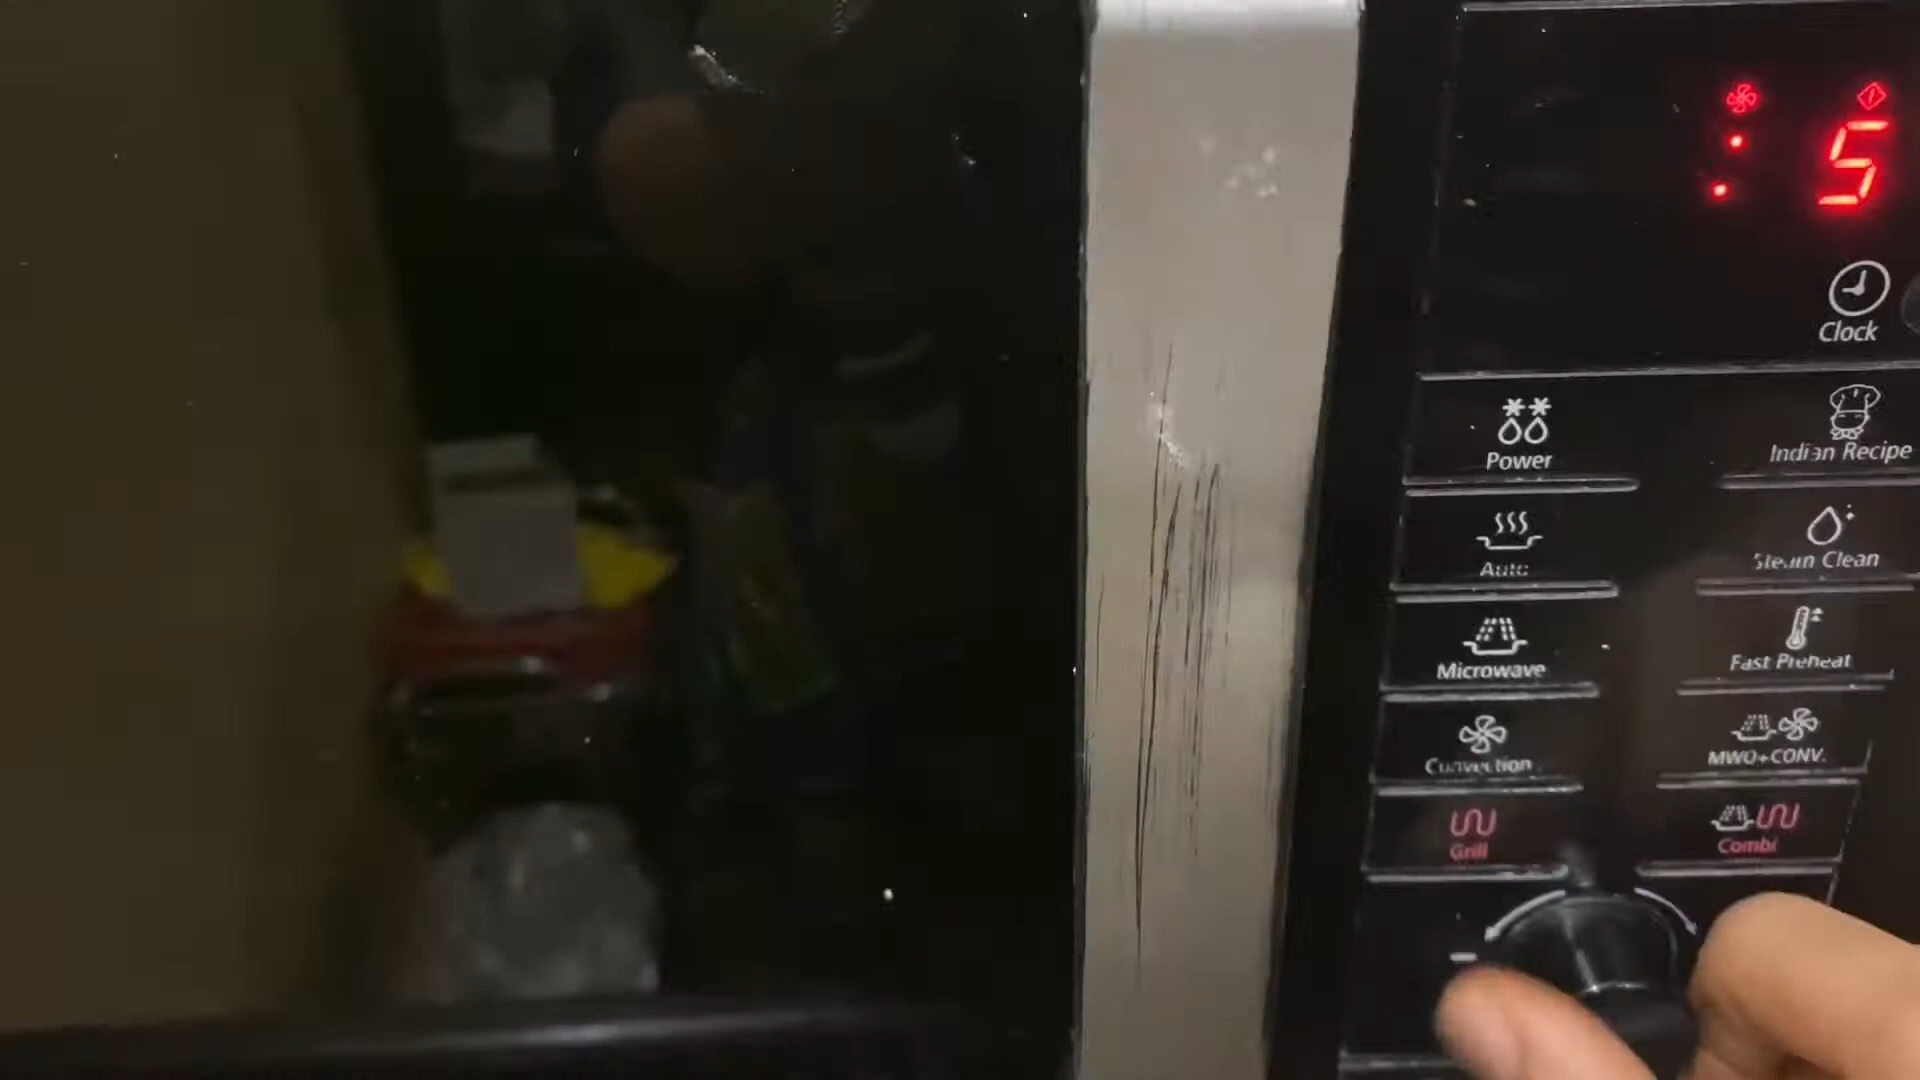 : 5
Clock
Power
Indian Recipe
Auto
Steam Clean
Microwave
Fast Preheat
Convection
MWO+CONV.
Grill
Combi
-